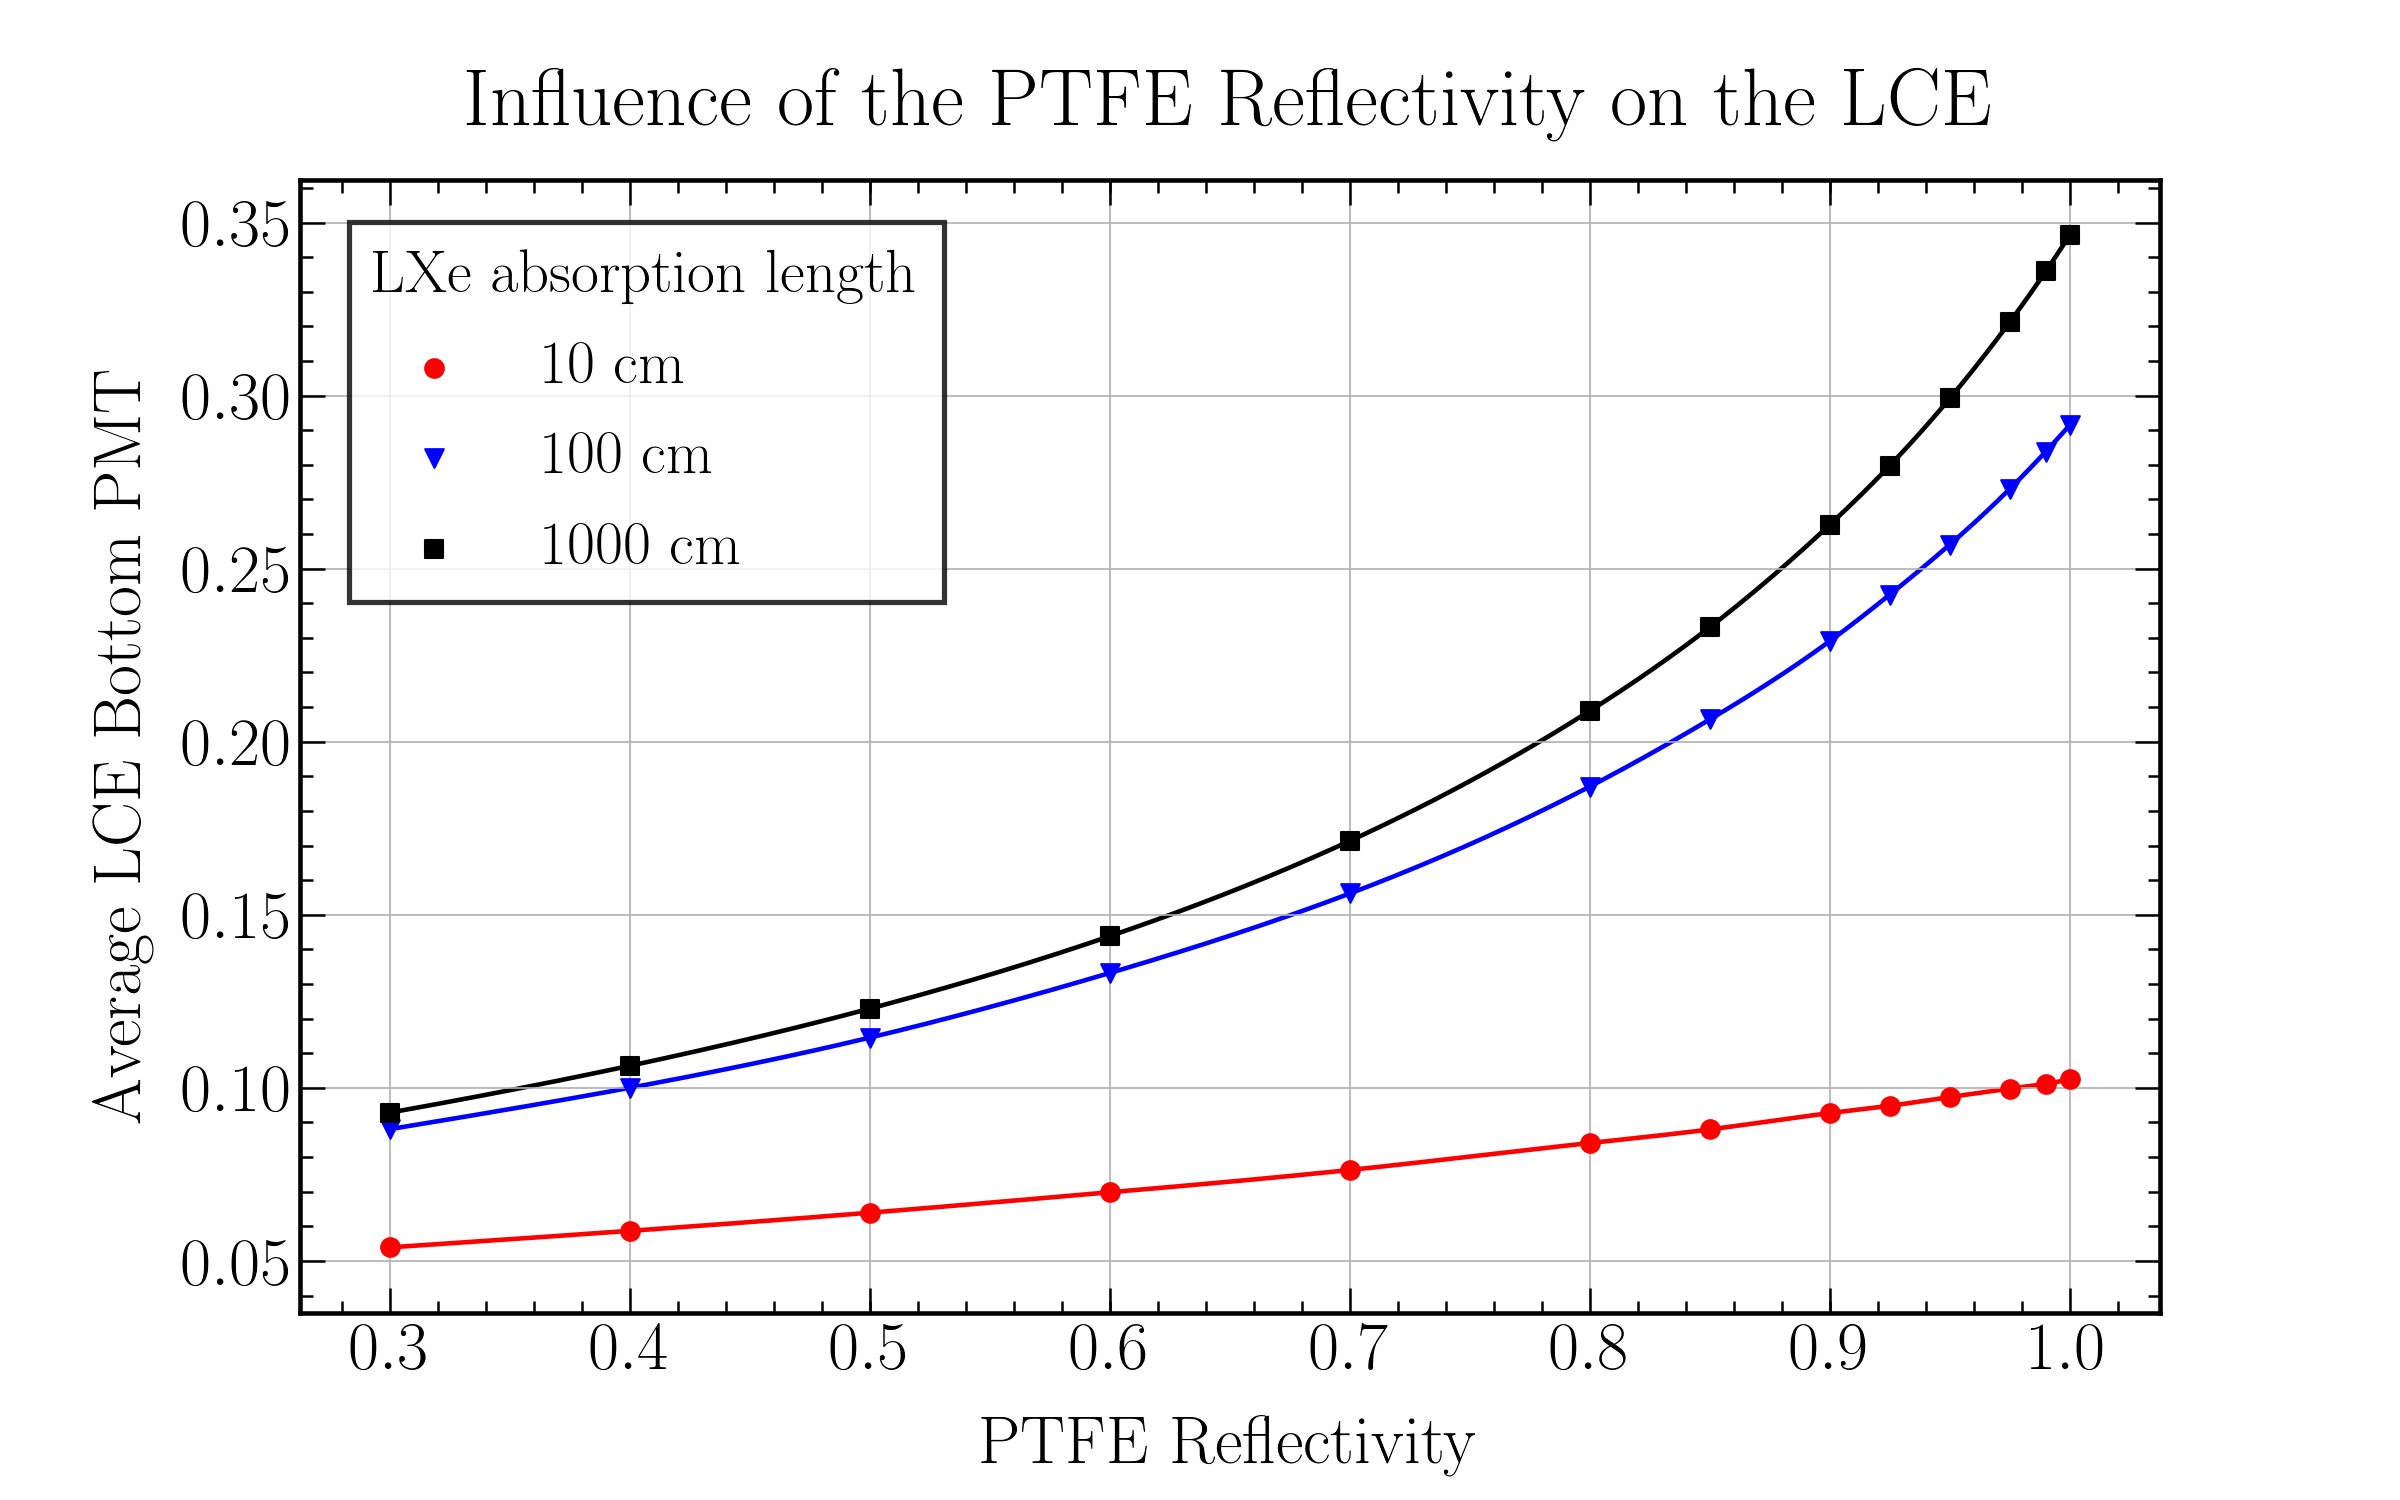 Influence of the PTFE Reflectivity on the LCE
0.35
0.30
0.25
0.20
0.15
0.10
0.05
Average LCE Bottom PMT
LXe absorption length
10 cm
100 cm
1000 cm
0.3 0.4 0.5 0.6 0.7 0.8 0.9 1.0
PTFE Reflectivity